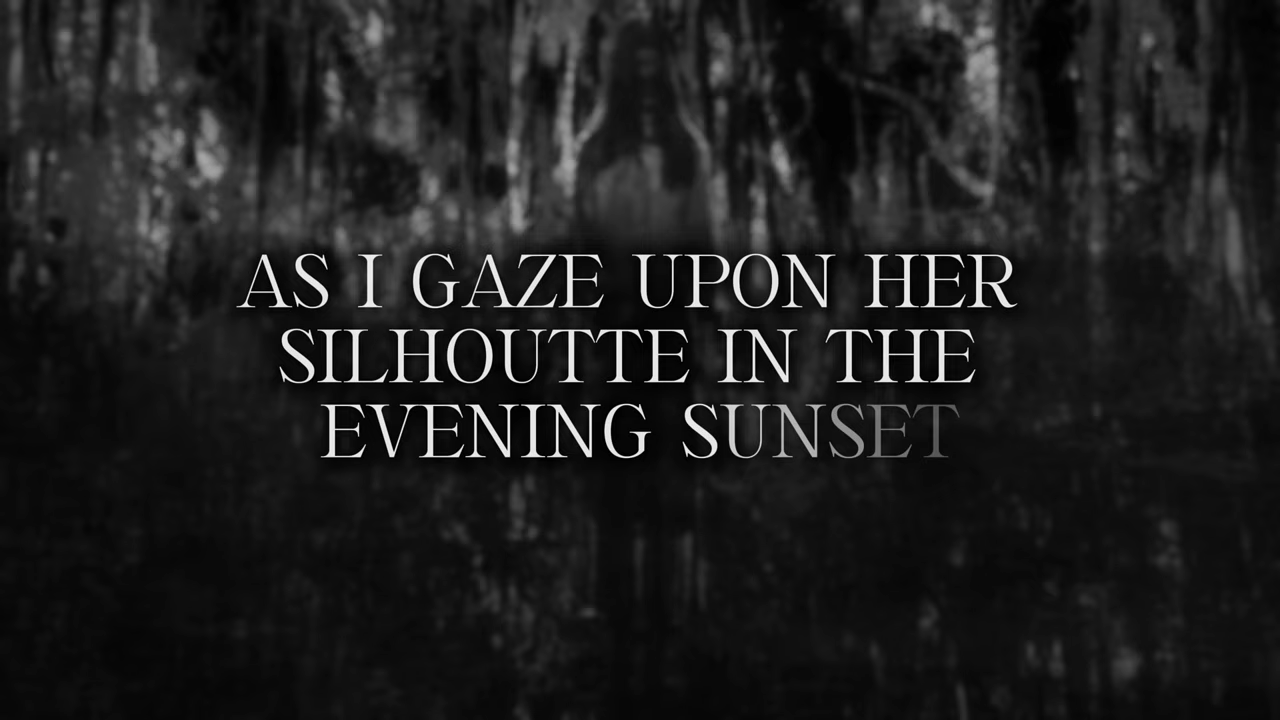 AS I GAZE UPON HER
SILHOUTTE IN THE
EVENING SUNSET